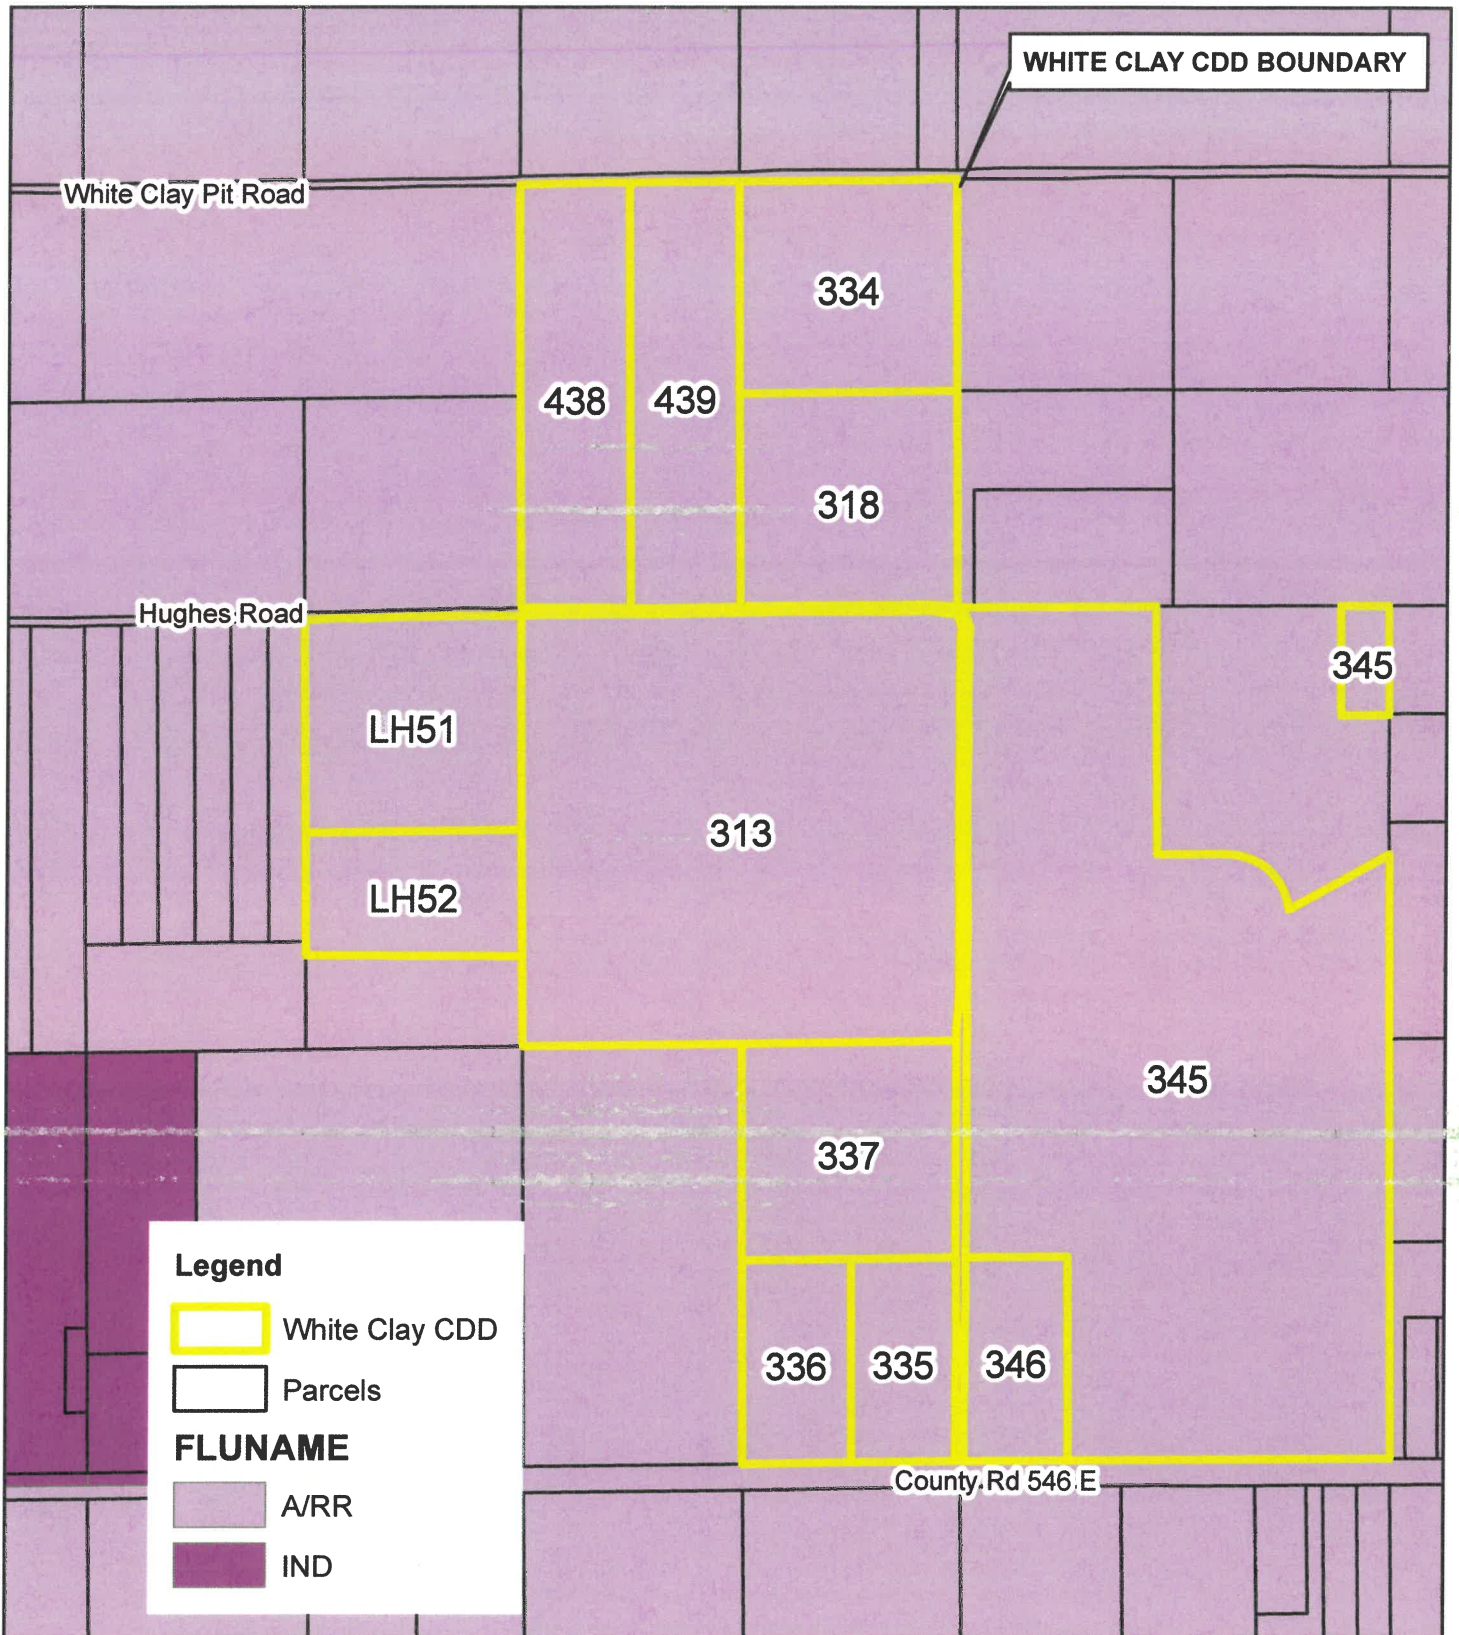 WHITE CLAY CDD BOUNDARY
White Clay Pit Road
334
438
439
318
Hughes Road
345
LH51
313
LH52
345
337
336
335
346
County Rd 546 E
Legend
White Clay CDD
Parcels
FLUNAME
A/RR
IND